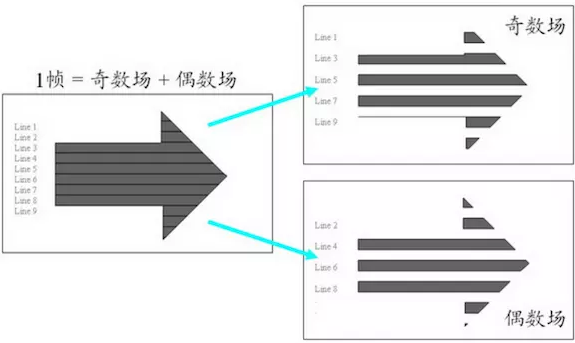 1帧 = 奇数场 + 偶数场
Line 1
Line 2
Line 3
Line 4
Line 5
Line 6
Line 7
Line 8
Line 9
奇数场
Line 1
Line 3
Line 5
Line 7
Line 9
Line 2
Line 4
Line 6
Line 8
偶数场